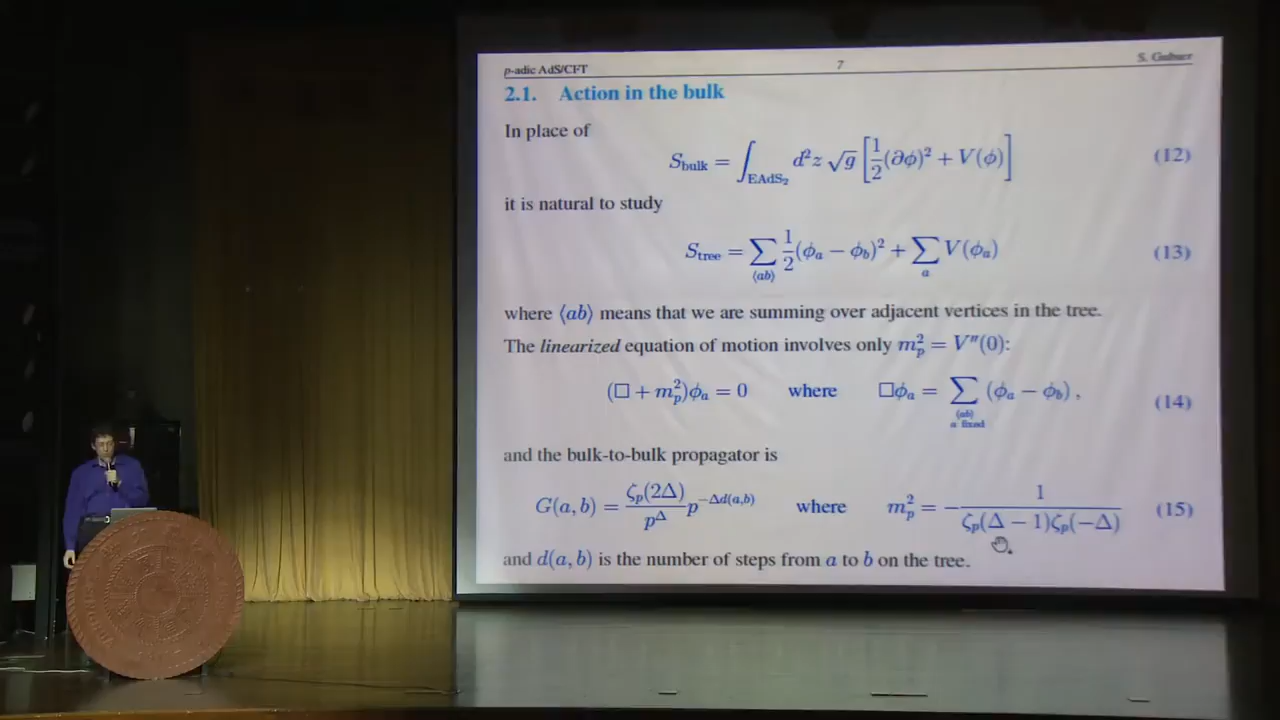 p-adic AdS/CFT 7 S. Gubser
2.1. Action in the bulk
In place of
S_bulk = ∫_EAdS₂ d²z √g [ 1/2 (∂ϕ)² + V(ϕ) ] (12)
it is natural to study
S_tree = ∑_⟨ab⟩ 1/2 (ϕ_a − ϕ_b)² + ∑_a V(ϕ_a) (13)
where ⟨ab⟩ means that we are summing over adjacent vertices in the tree.
The linearized equation of motion involves only m_p² = V″(0):
(□ + m_p²)ϕ_a = 0 where □ϕ_a = ∑_{⟨ab⟩ a fixed} (ϕ_a − ϕ_b) , (14)
and the bulk-to-bulk propagator is
G(a, b) = ζ_p(2Δ)/p^Δ p^{−Δd(a,b)} where m_p² = − 1/(ζ_p(Δ − 1)ζ_p(−Δ)) (15)
and d(a, b) is the number of steps from a to b on the tree.